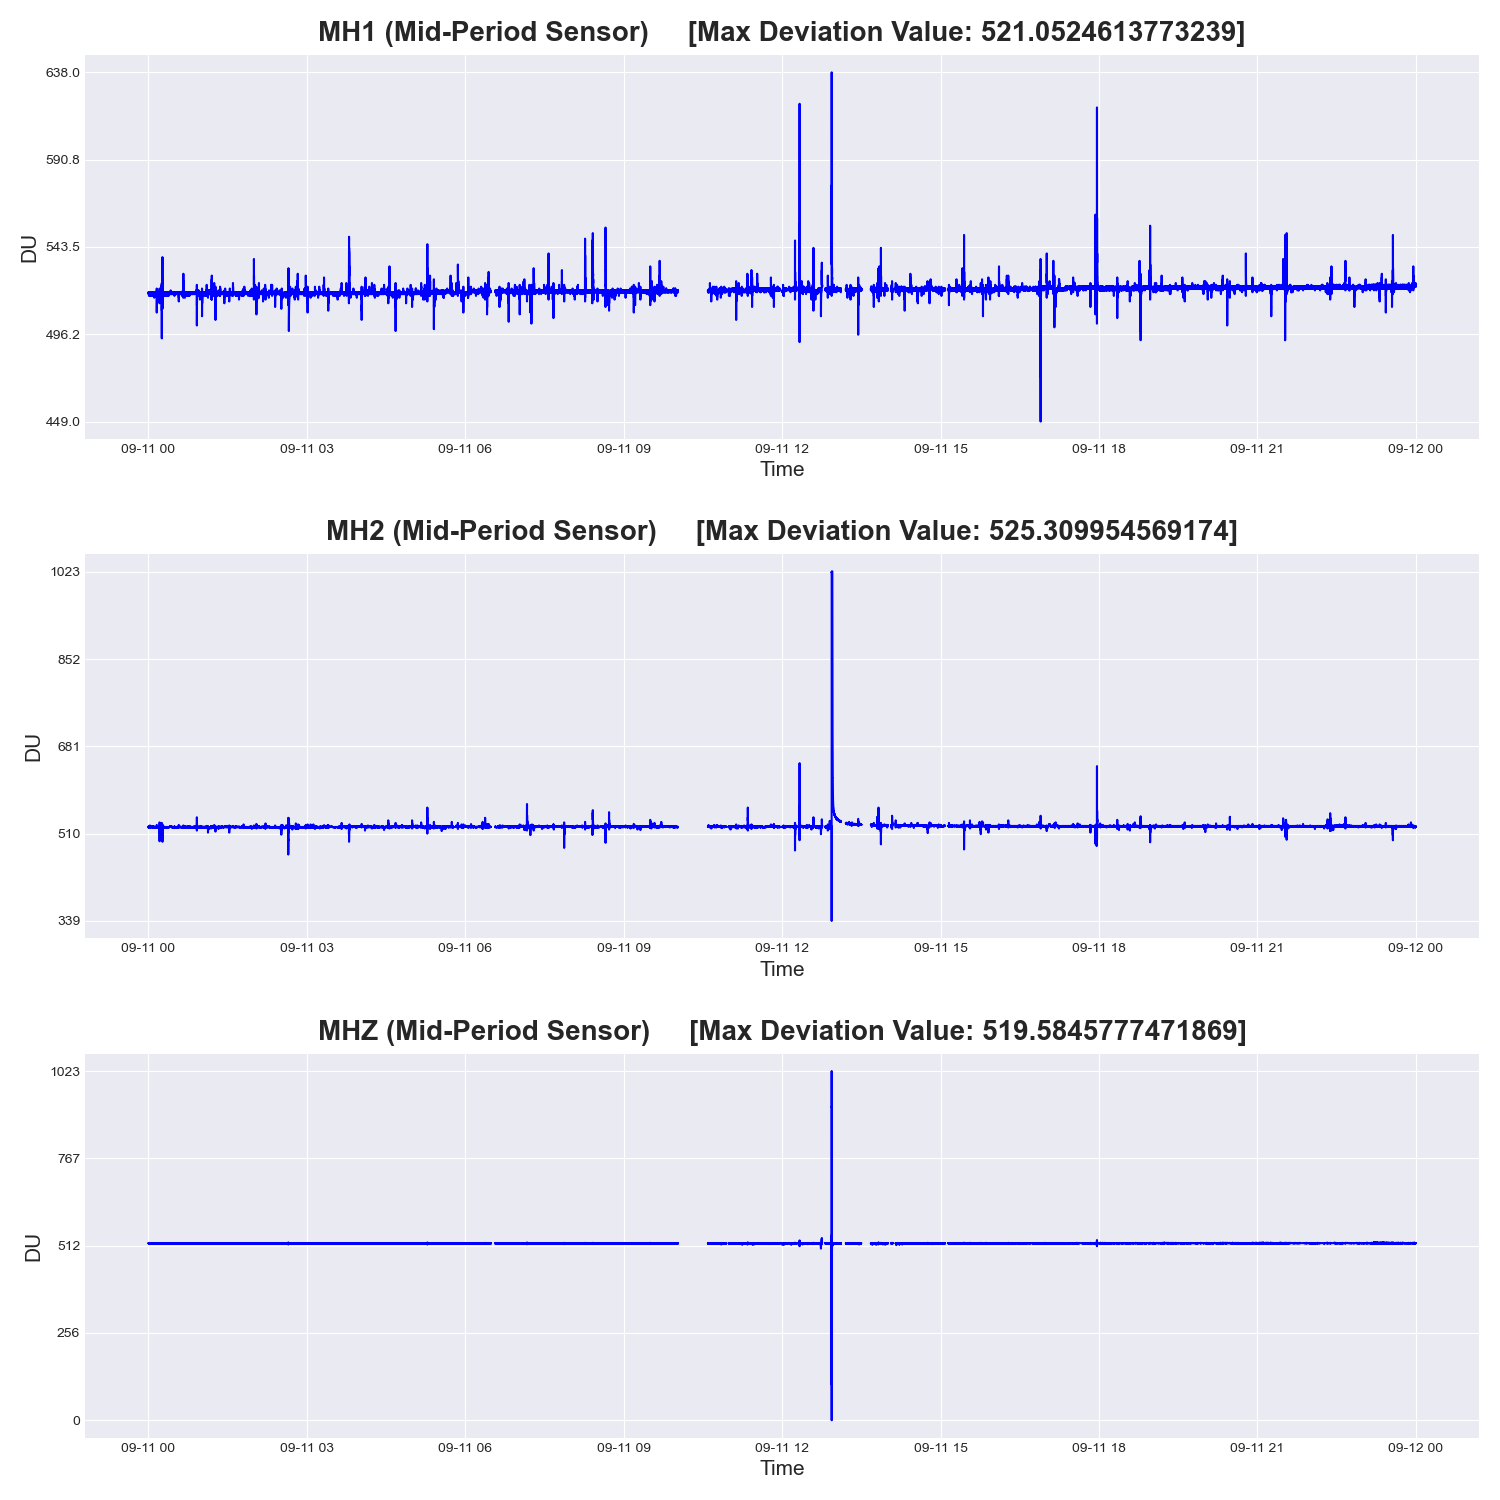 MH1 (Mid-Period Sensor) [Max Deviation Value: 521.0524613773239]
638.0
590.8
543.5
496.2
449.0
DU
09-11 00 09-11 03 09-11 06 09-11 09 09-11 12 09-11 15 09-11 18 09-11 21 09-12 00
Time
MH2 (Mid-Period Sensor) [Max Deviation Value: 525.309954569174]
1023
852
681
510
339
DU
09-11 00 09-11 03 09-11 06 09-11 09 09-11 12 09-11 15 09-11 18 09-11 21 09-12 00
Time
MHZ (Mid-Period Sensor) [Max Deviation Value: 519.5845777471869]
1023
767
512
256
0
DU
09-11 00 09-11 03 09-11 06 09-11 09 09-11 12 09-11 15 09-11 18 09-11 21 09-12 00
Time